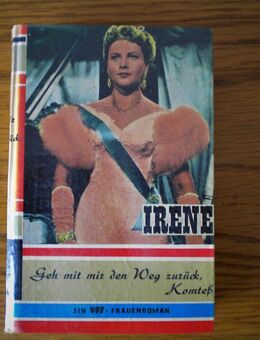 IRENE
Geh mit mir den Weg zurück,
Komteß
EIN
- FRAUENROMAN